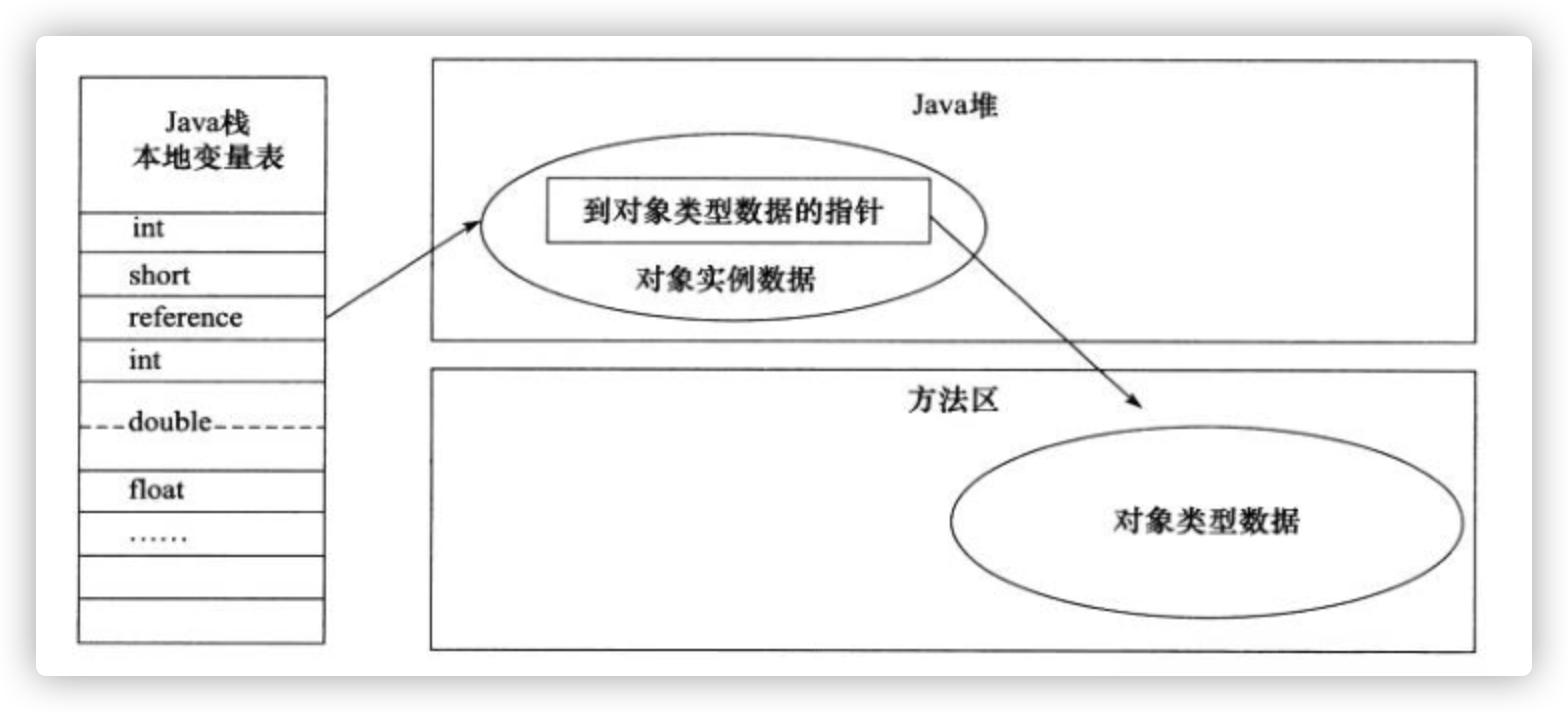 Java栈
本地变量表
int
short
reference
int
double
float
……
Java堆
到对象类型数据的指针
对象实例数据
方法区
对象类型数据